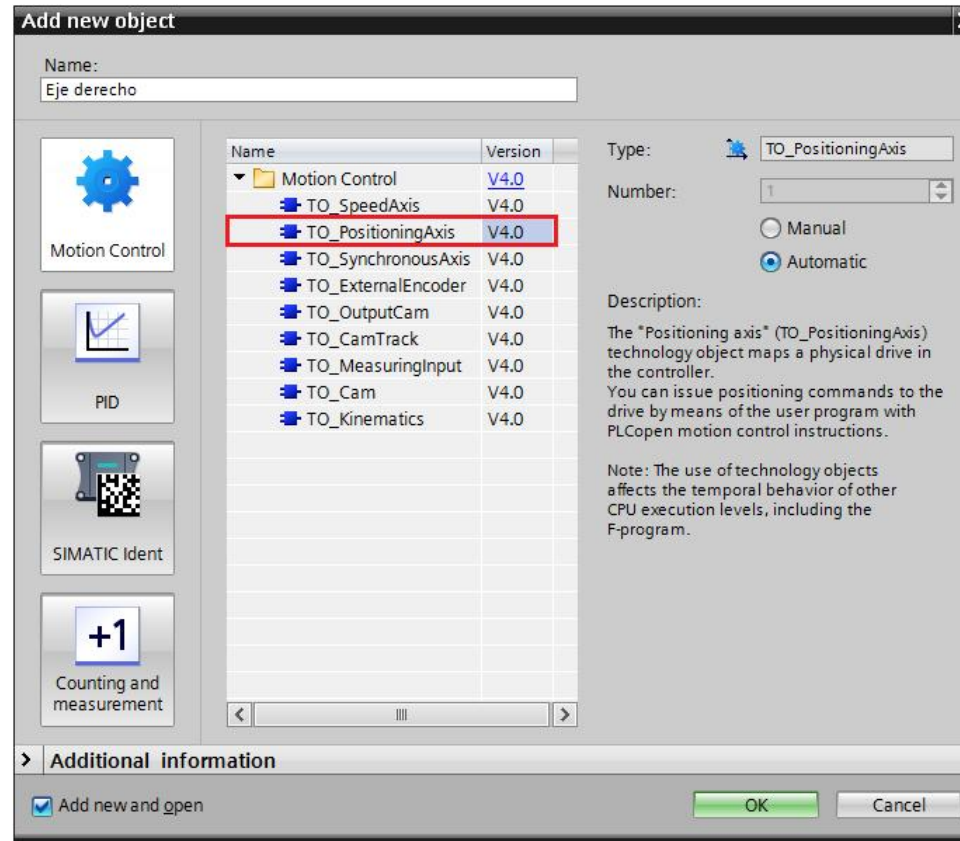 Add new object
Name:
Eje derecho
Motion Control
PID
SIMATIC Ident
+1
Counting and
measurement
Name Version
Motion Control V4.0
TO_SpeedAxis V4.0
TO_PositioningAxis V4.0
TO_SynchronousAxis V4.0
TO_ExternalEncoder V4.0
TO_OutputCam V4.0
TO_CamTrack V4.0
TO_MeasuringInput V4.0
TO_Cam V4.0
TO_Kinematics V4.0
Type: TO_PositioningAxis
Number: 1
Manual
Automatic
Description:
The "Positioning axis" (TO_PositioningAxis)
technology object maps a physical drive in
the controller.
You can issue positioning commands to the
drive by means of the user program with
PLCopen motion control instructions.
Note: The use of technology objects
affects the temporal behavior of other
CPU execution levels, including the
F-program.
Additional information
Add new and open
OK Cancel